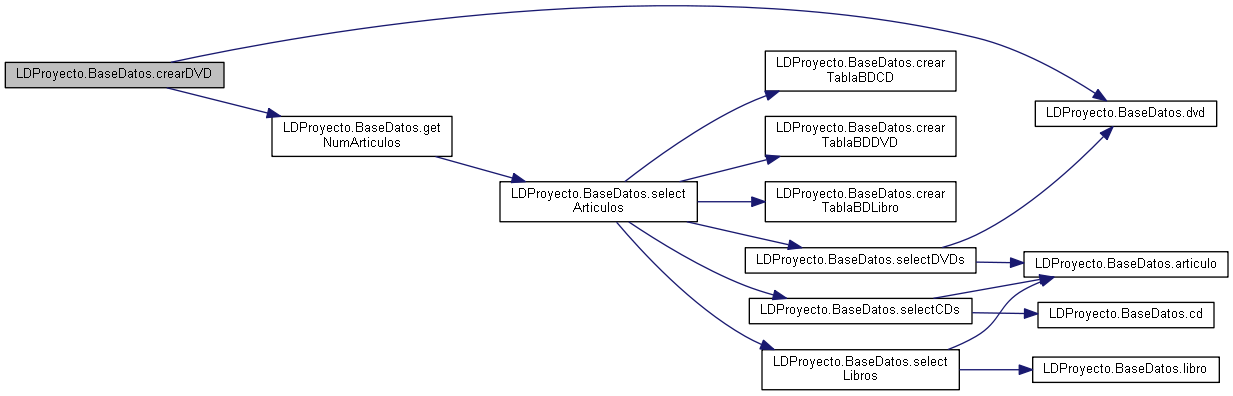 LDProyecto.BaseDatos.crearDVD
LDProyecto.BaseDatos.get
NumArticulos
LDProyecto.BaseDatos.select
Articulos
LDProyecto.BaseDatos.crear
TablaBDCD
LDProyecto.BaseDatos.crear
TablaBDDVD
LDProyecto.BaseDatos.crear
TablaBDLibro
LDProyecto.BaseDatos.selectDVDs
LDProyecto.BaseDatos.selectCDs
LDProyecto.BaseDatos.select
Libros
LDProyecto.BaseDatos.dvd
LDProyecto.BaseDatos.articulo
LDProyecto.BaseDatos.cd
LDProyecto.BaseDatos.libro